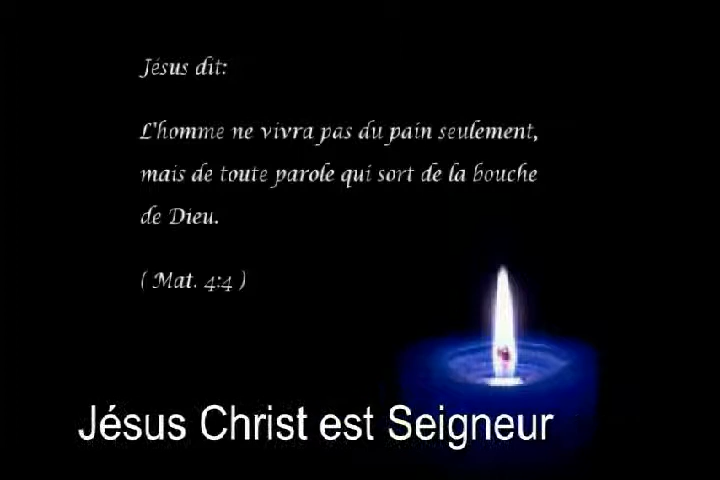 Jésus dit:
L'homme ne vivra pas du pain seulement,
mais de toute parole qui sort de la bouche
de Dieu.
( Mat. 4:4 )
Jésus Christ est Seigneur